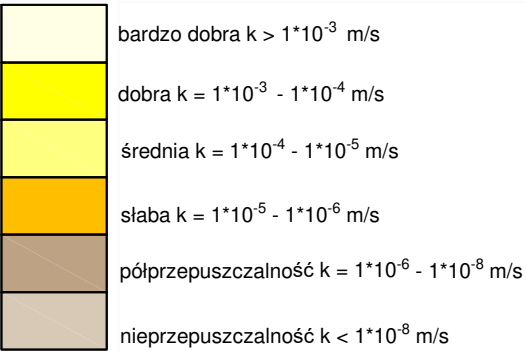 bardzo dobra k > 1*10⁻³ m/s
dobra k = 1*10⁻³ - 1*10⁻⁴ m/s
średnia k = 1*10⁻⁴ - 1*10⁻⁵ m/s
słaba k = 1*10⁻⁵ - 1*10⁻⁶ m/s
półprzepuszczalność k = 1*10⁻⁶ - 1*10⁻⁸ m/s
nieprzepuszczalność k < 1*10⁻⁸ m/s